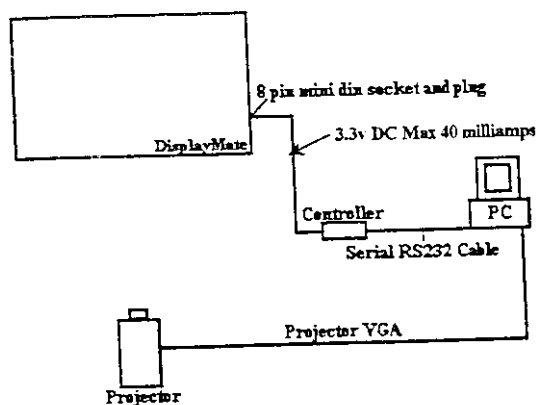 8 pin mini din socket and plug
DisplayMate
3.3v DC Max 40 milliamps
Controller
PC
Serial RS232 Cable
Projector VGA
Projector